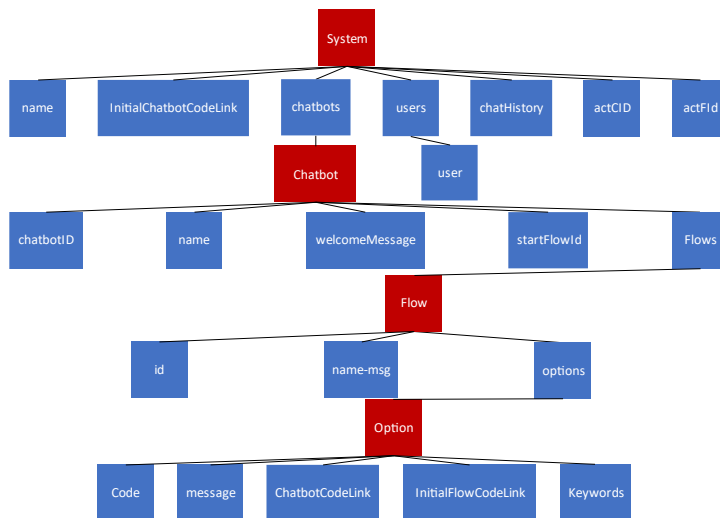 System
name
InitialChatbotCodeLink
chatbots
users
chatHistory
actCID
actFId
Chatbot
user
chatbotID
name
welcomeMessage
startFlowId
Flows
Flow
id
name-msg
options
Option
Code
message
ChatbotCodeLink
InitialFlowCodeLink
Keywords